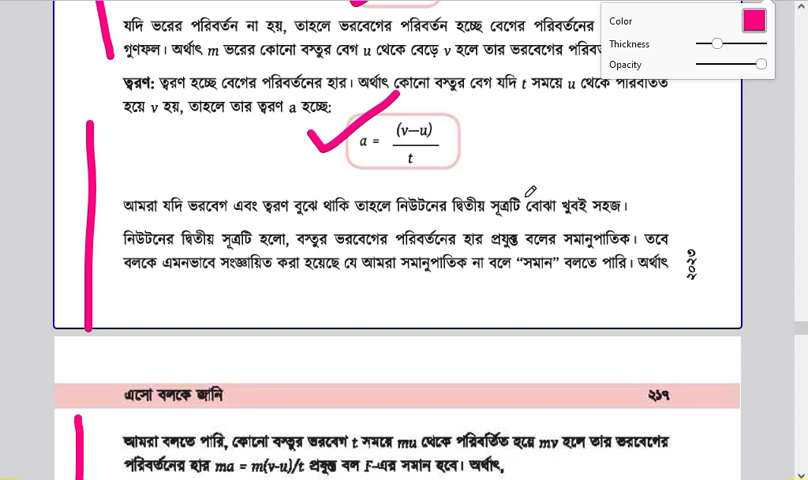 যদি ভরের পরিবর্তন না হয়, তাহলে ভরবেগের পরিবর্তন হচ্ছে বেগের পরিবর্তনের
গুণফল। অর্থাৎ m ভরের কোনো বস্তুর বেগ u থেকে বেড়ে v হলে তার ভরবেগের
ত্বরণ: ত্বরণ হচ্ছে বেগের পরিবর্তনের হার। অর্থাৎ কোনো বস্তুর বেগ যদি t সময়ে u থেকে পরিবর্তিত
হয়ে v হয়, তাহলে তার ত্বরণ a হচ্ছে:
a = (v–u)
t
আমরা যদি ভরবেগ এবং ত্বরণ বুঝে থাকি তাহলে নিউটনের দ্বিতীয় সূত্রটি বোঝা খুবই সহজ।
নিউটনের দ্বিতীয় সূত্রটি হলো, বস্তুর ভরবেগের পরিবর্তনের হার প্রযুক্ত বলের সমানুপাতিক। তবে
বলকে এমনভাবে সংজ্ঞায়িত করা হয়েছে যে আমরা সমানুপাতিক না বলে “সমান” বলতে পারি। অর্থাৎ
২০২৩
এসো বলকে জানি ২১৭
আমরা বলতে পারি, কোনো বস্তুর ভরবেগ t সময়ে mu থেকে পরিবর্তিত হয়ে mv হলে তার ভরবেগের
পরিবর্তনের হার ma = m(v-u)/t প্রযুক্ত বল F-এর সমান হবে। অর্থাৎ,
Color
Thickness
Opacity